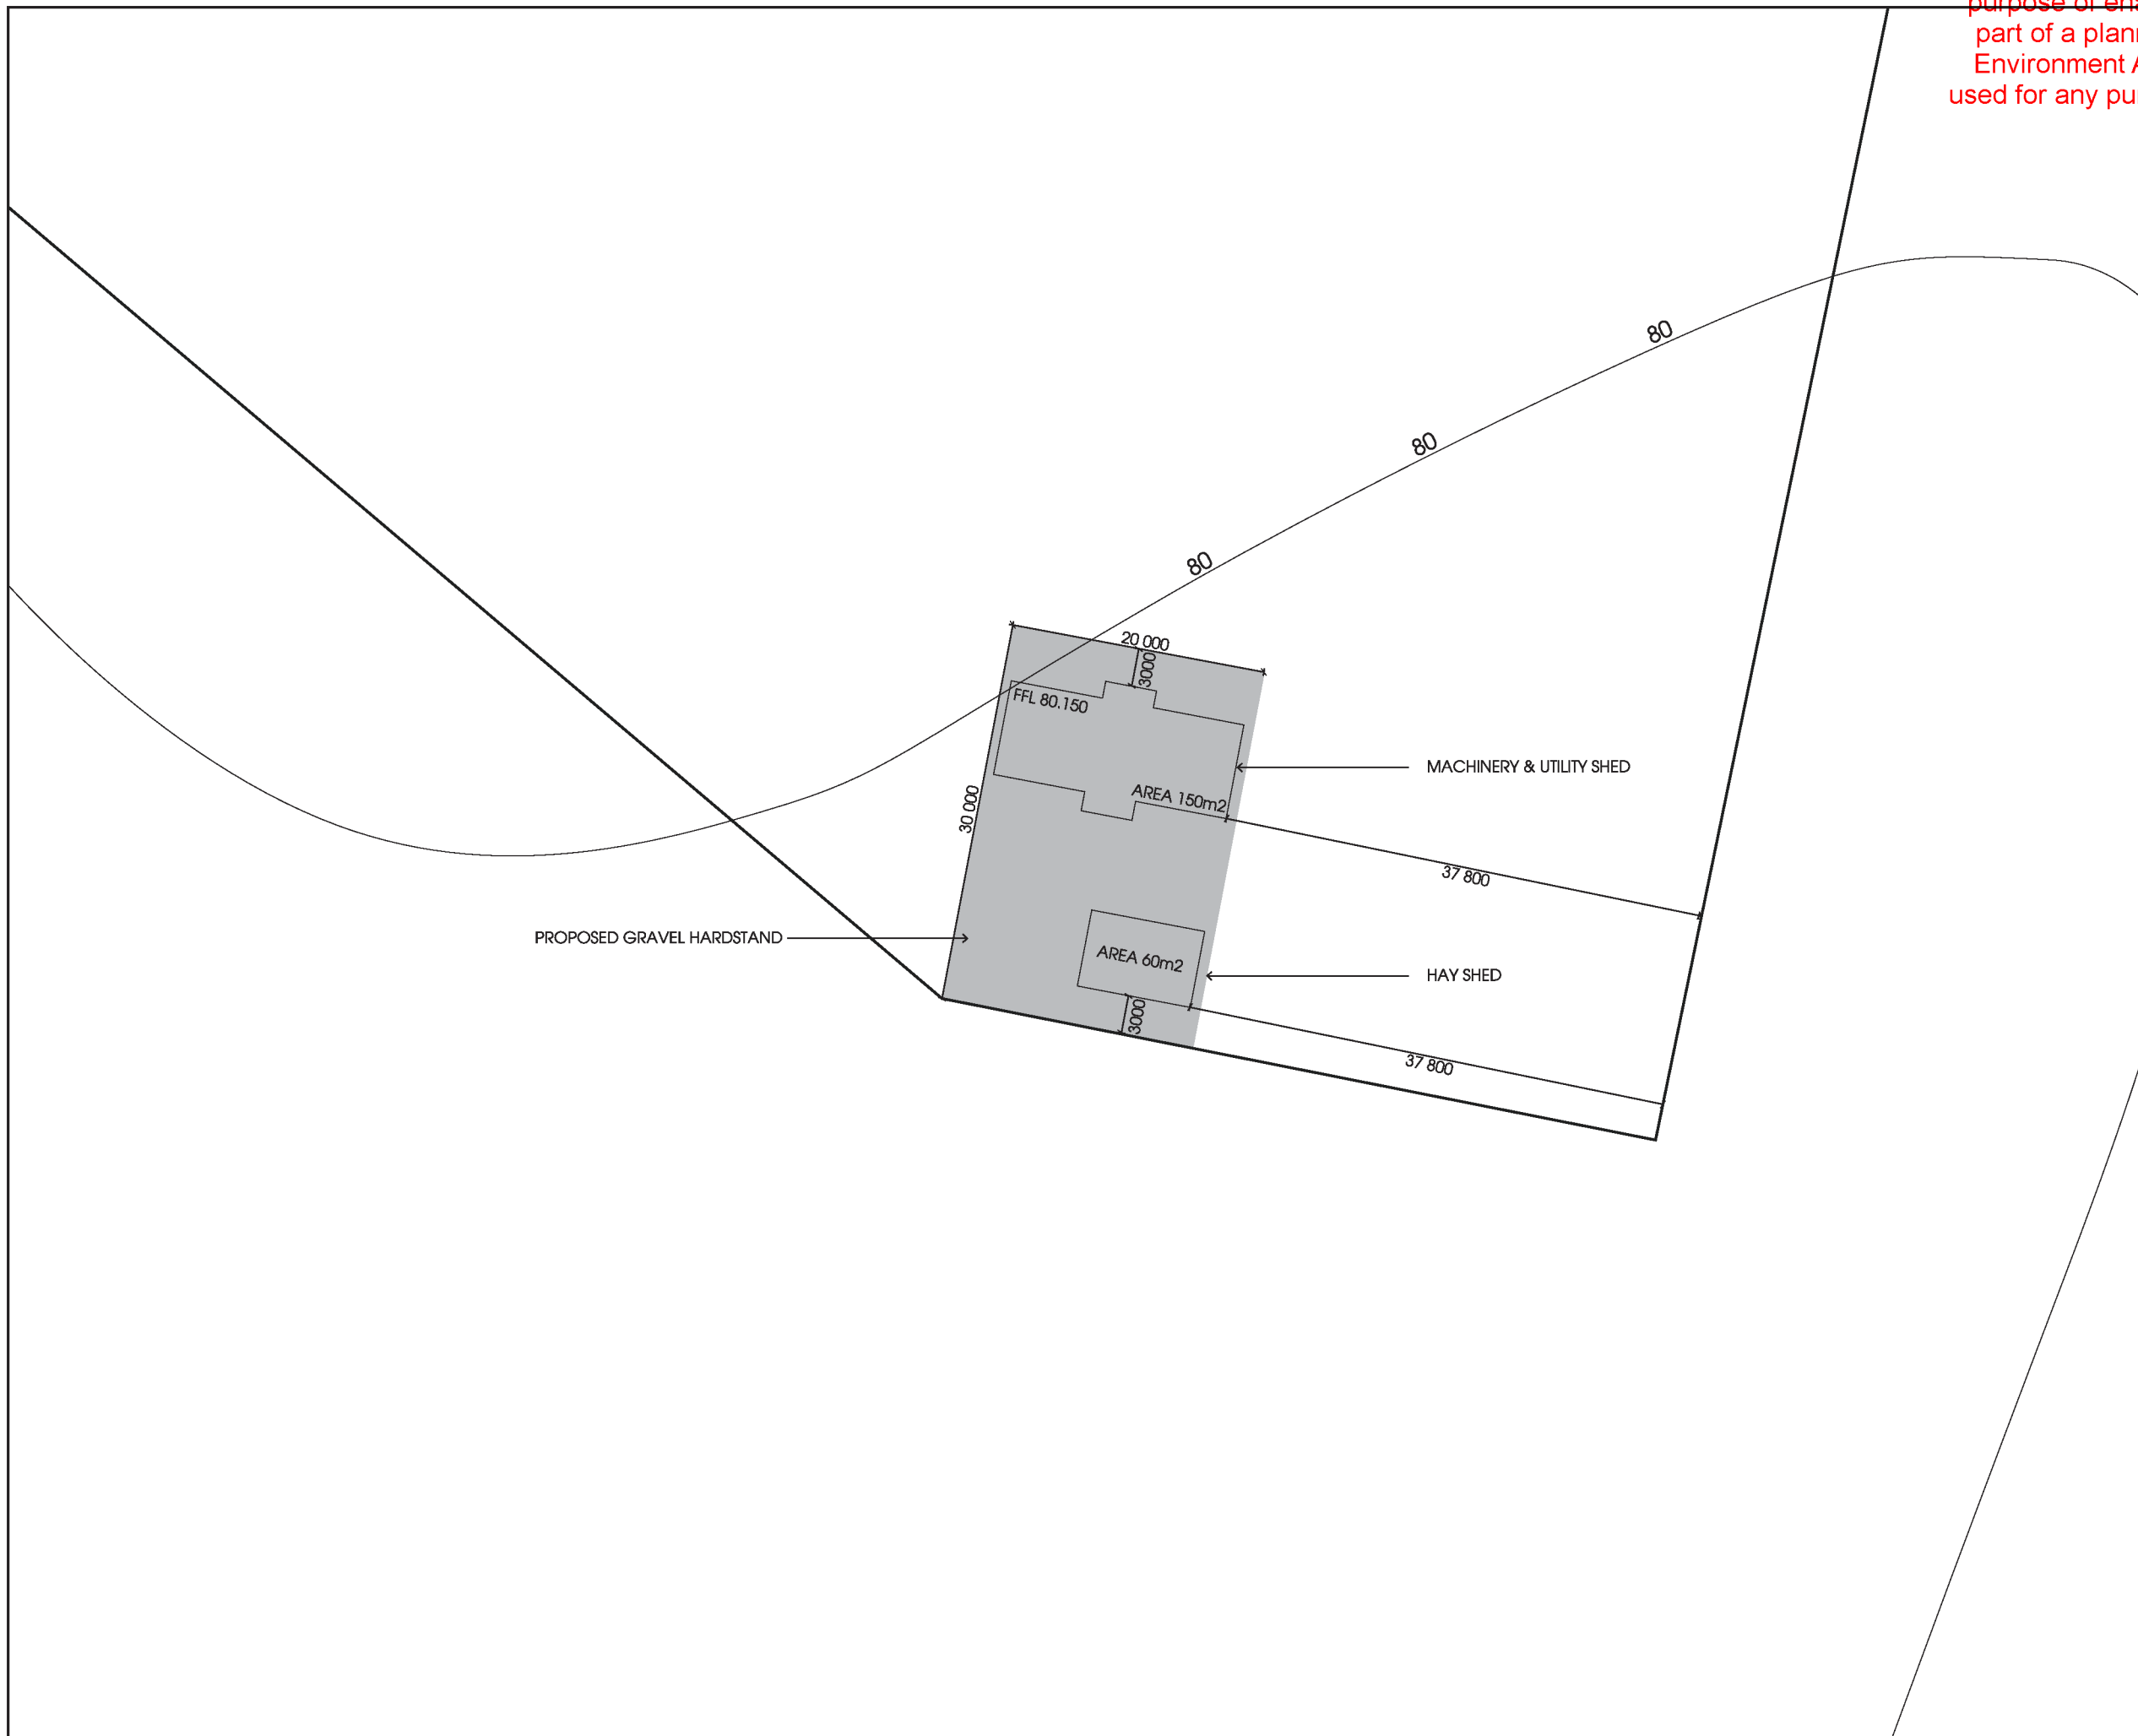 part of a plann
Environment A
used for any pu
80
80
80
20 000
3000
FFL 80.150
MACHINERY & UTILITY SHED
AREA 150m2
30 000
37 800
PROPOSED GRAVEL HARDSTAND
AREA 60m2
HAY SHED
3000
37 800